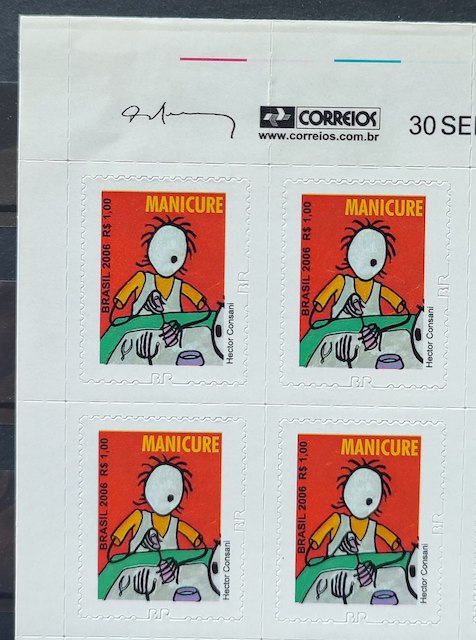 CORREIOS
www.correios.com.br
30 SE
MANICURE
BRASIL 2006 R$ 1,00
Hector Consani
BR
BR
MANICURE
BRASIL 2006 R$ 1,00
Hector Consani
BR
BR
MANICURE
BRASIL 2006 R$ 1,00
Hector Consani
BR
BR
MANICURE
BRASIL 2006 R$ 1,00
Hector Consani
BR
BR